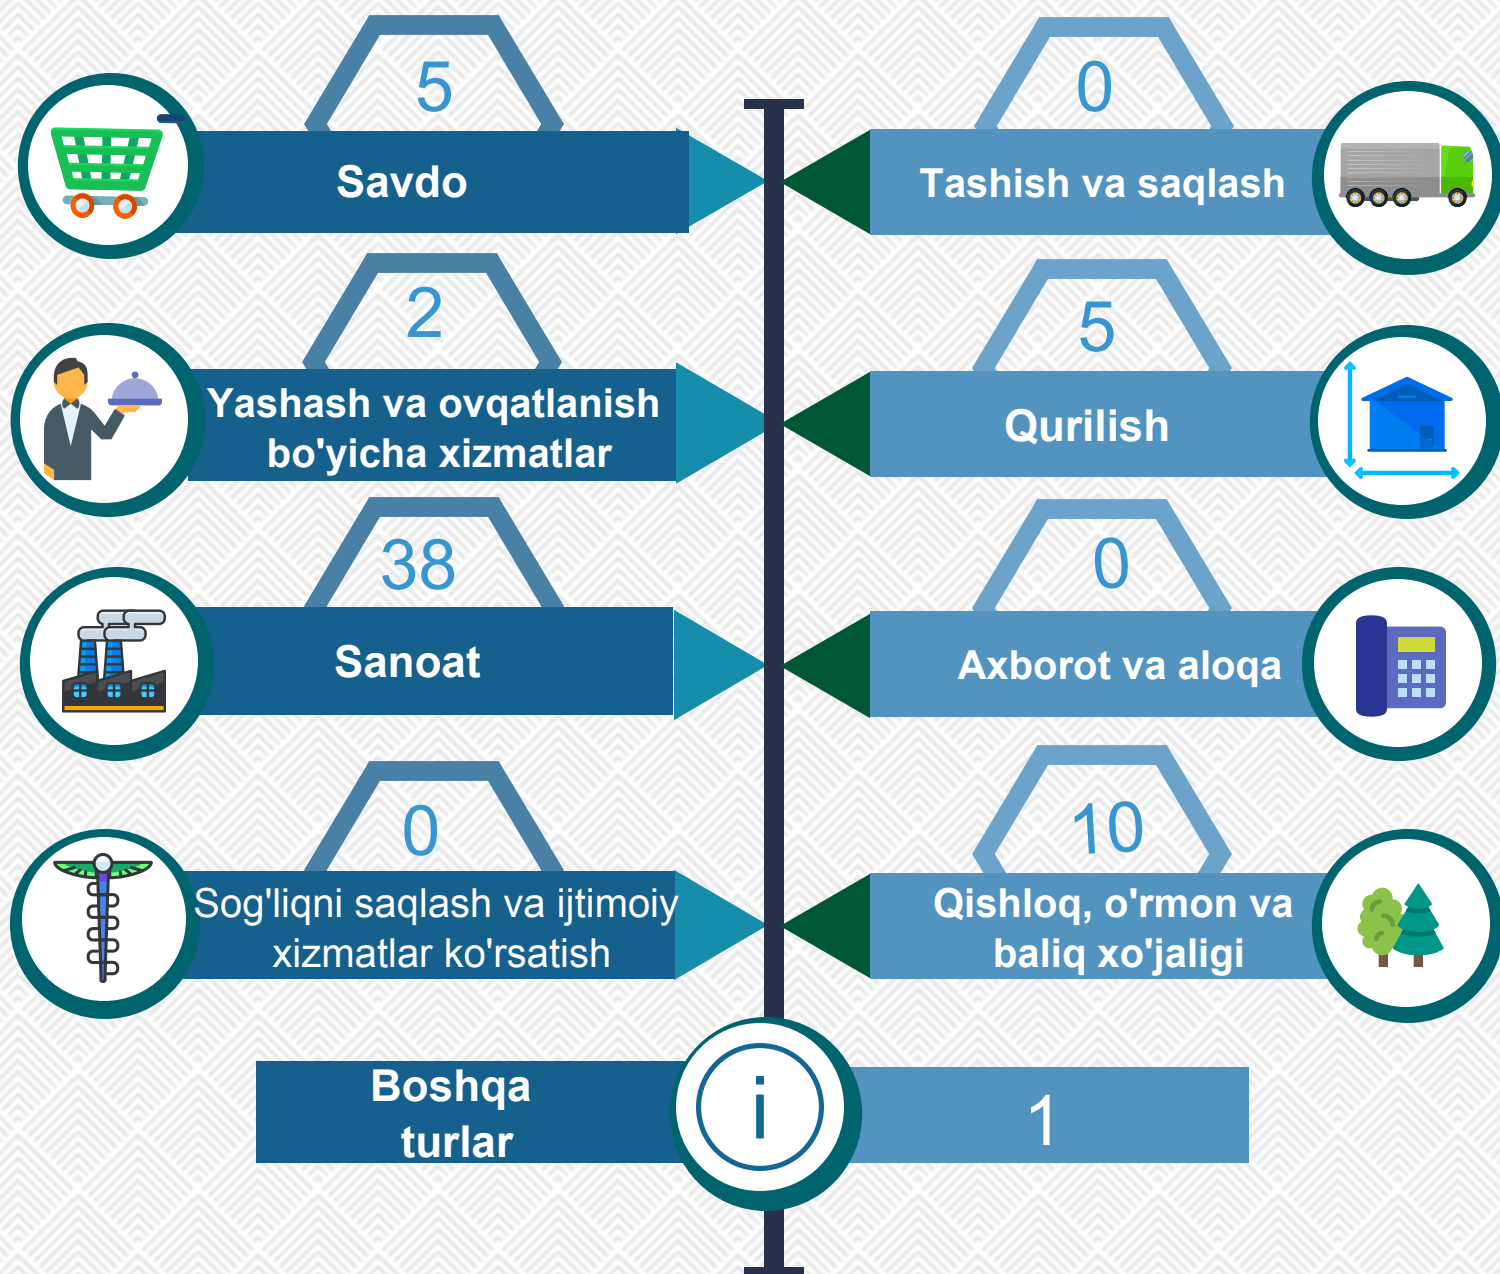 5
Savdo
0
Tashish va saqlash
2
Yashash va ovqatlanish
bo'yicha xizmatlar
5
Qurilish
38
Sanoat
0
Axborot va aloqa
0
Sog'liqni saqlash va ijtimoiy
xizmatlar ko'rsatish
10
Qishloq, o'rmon va
baliq xo'jaligi
Boshqa
turlar
i
1